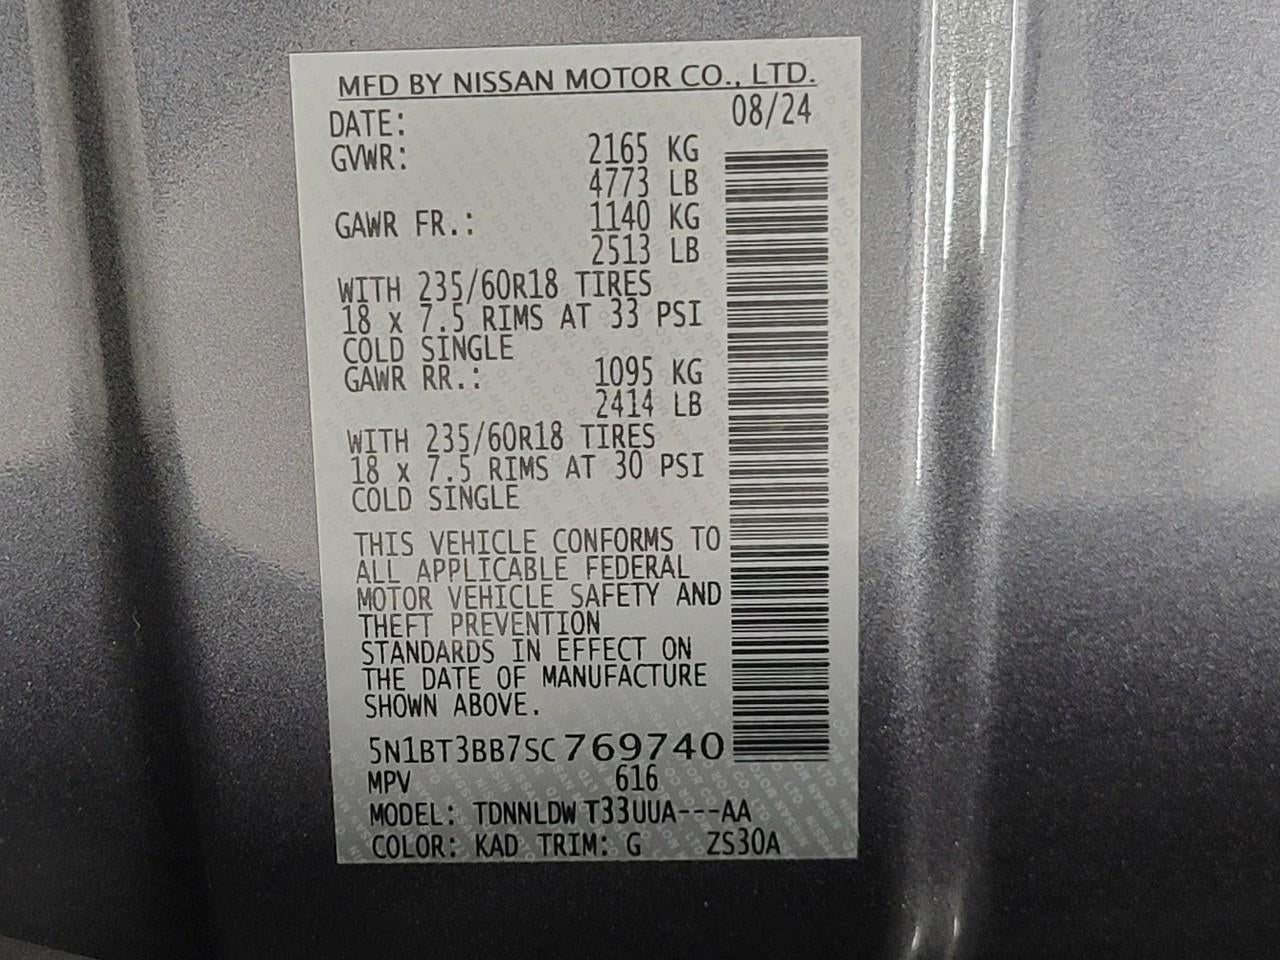 MFD BY NISSAN MOTOR CO., LTD.
DATE: 08/24
GVWR: 2165 KG
4773 LB
GAWR FR.: 1140 KG
2513 LB
WITH 235/60R18 TIRES
18 x 7.5 RIMS AT 33 PSI
COLD SINGLE
GAWR RR.: 1095 KG
2414 LB
WITH 235/60R18 TIRES
18 x 7.5 RIMS AT 30 PSI
COLD SINGLE
THIS VEHICLE CONFORMS TO
ALL APPLICABLE FEDERAL
MOTOR VEHICLE SAFETY AND
THEFT PREVENTION
STANDARDS IN EFFECT ON
THE DATE OF MANUFACTURE
SHOWN ABOVE.
5N1BT3BB7SC769740
MPV 616
MODEL: TDNNLDW T33UUA---AA
COLOR: KAD TRIM: G ZS30A